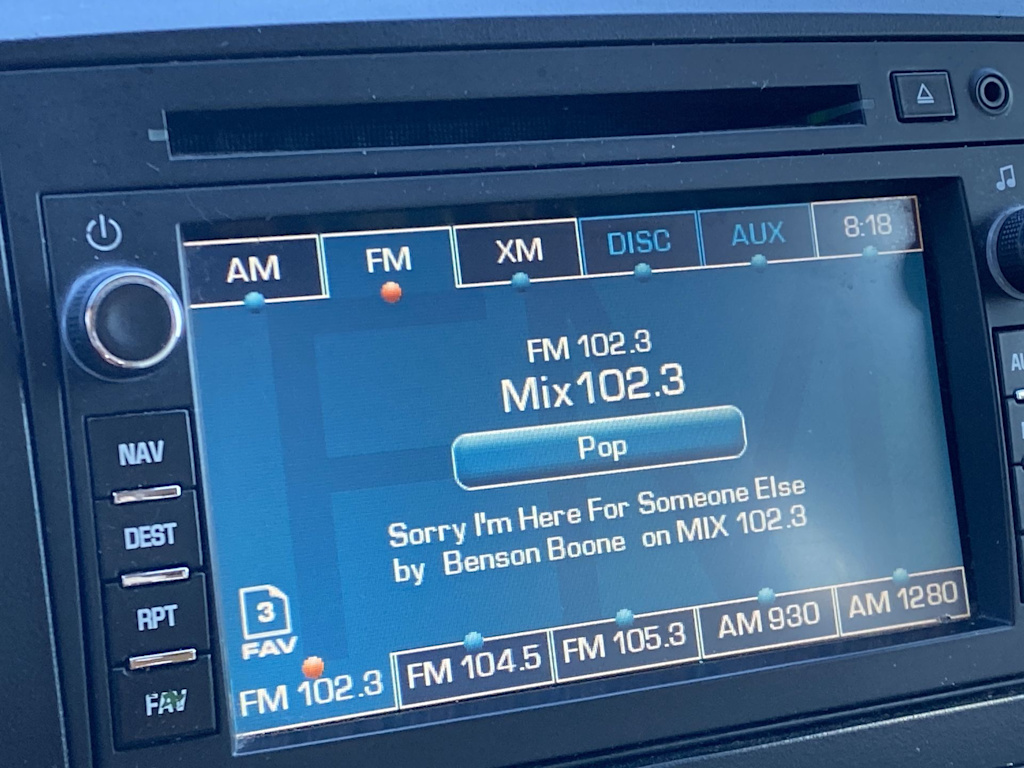 AM FM XM DISC AUX 8:18
FM 102.3
Mix102.3
Pop
Sorry I'm Here For Someone Else
by Benson Boone on MIX 102.3
3
FAV
FM 102.3 FM 104.5 FM 105.3 AM 930 AM 1280
NAV
DEST
RPT
FAV